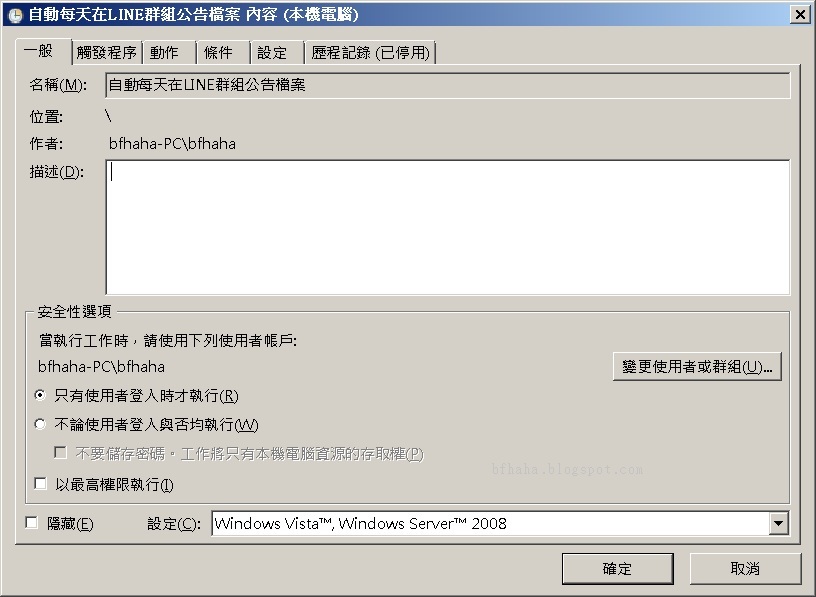 自動每天在LINE群組公告檔案 內容 (本機電腦)
一般 觸發程序 動作 條件 設定 歷程記錄 (已停用)
名稱(M): 自動每天在LINE群組公告檔案
位置: \
作者: bfhaha-PC\bfhaha
描述(D):
安全性選項
當執行工作時，請使用下列使用者帳戶:
bfhaha-PC\bfhaha
變更使用者或群組(U)...
只有使用者登入時才執行(R)
不論使用者登入與否均執行(W)
不要儲存密碼。工作將只有本機電腦資源的存取權(P)
bfhaha.blogspot.com
以最高權限執行(I)
隱藏(E) 設定(C): Windows Vista™, Windows Server™ 2008
確定 取消